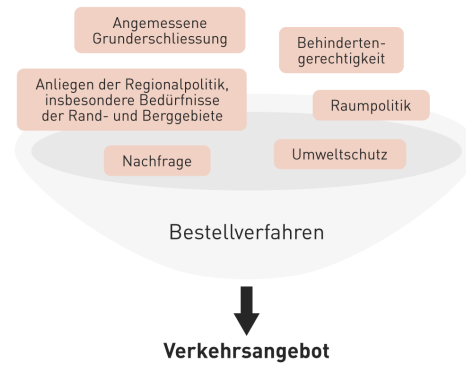 Angemessene
Grunderschliessung
Behinderten-
gerechtigkeit
Anliegen der Regionalpolitik,
insbesondere Bedürfnisse
der Rand- und Berggebiete
Raumpolitik
Nachfrage
Umweltschutz
Bestellverfahren
Verkehrsangebot